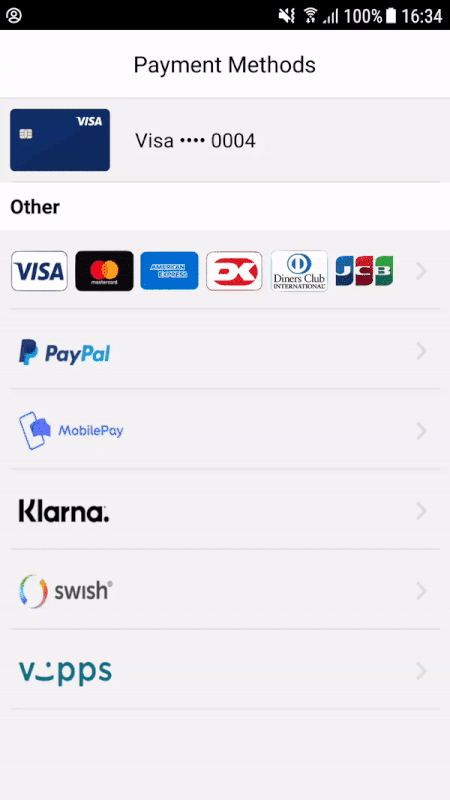 100% 16:34
Payment Methods
VISA
Visa •••• 0004
Other
VISA mastercard AMERICAN EXPRESS DK Diners Club INTERNATIONAL JCB
PayPal
MobilePay
Klarna.
swish®
vipps